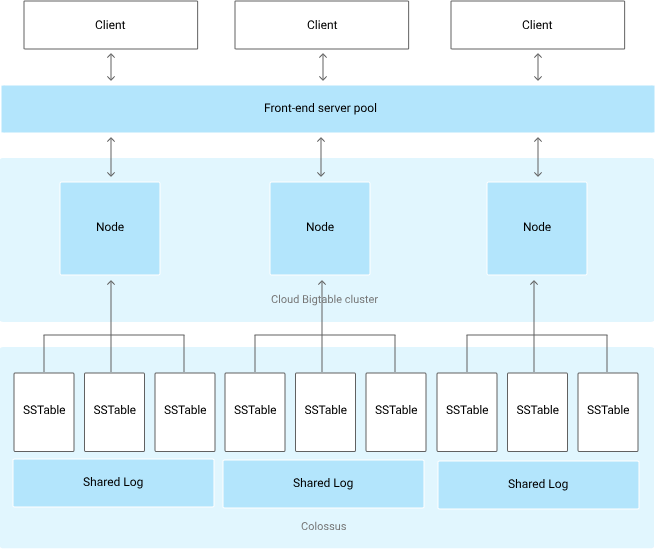 Client
Client
Client
Front-end server pool
Node
Node
Node
Cloud Bigtable cluster
SSTable
SSTable
SSTable
SSTable
SSTable
SSTable
SSTable
SSTable
SSTable
Shared Log
Shared Log
Shared Log
Colossus